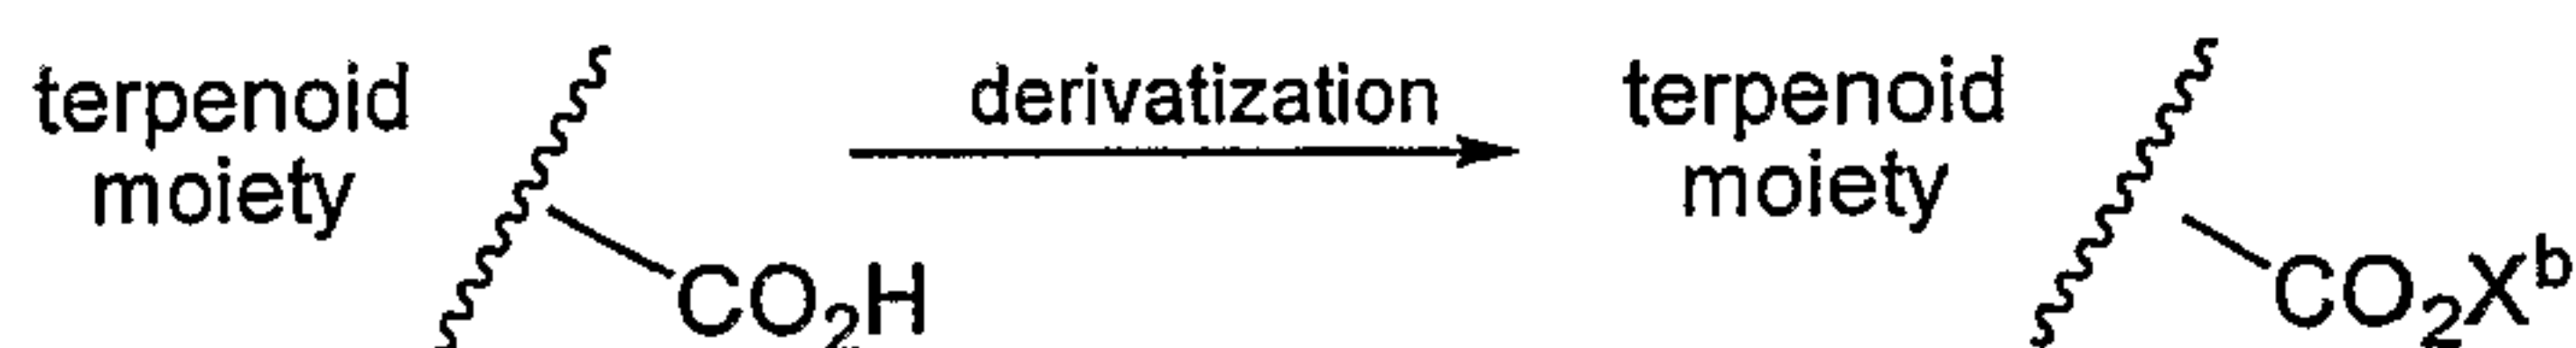 terpenoid
moiety
CO₂H
derivatization
terpenoid
moiety
CO₂Xᵇ